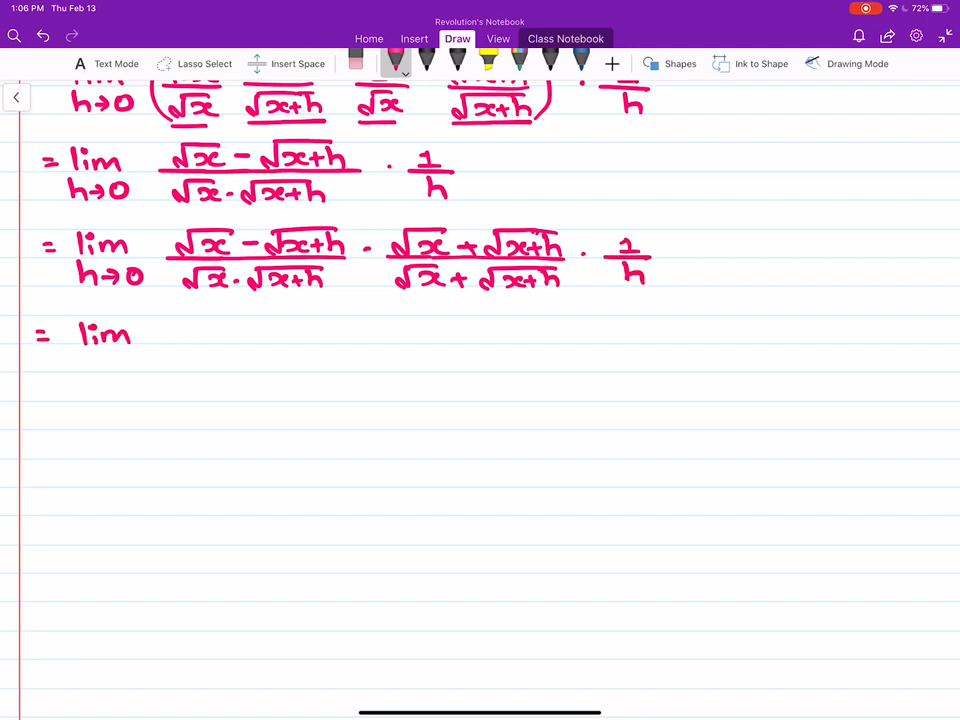 1:06 PM Thu Feb 13
72%
Revolution's Notebook
Home Insert Draw View Class Notebook
A Text Mode Lasso Select Insert Space Shapes Ink to Shape Drawing Mode
h→0 ( √x √x+h √x √x+h ) · h
= lim √x - √x+h / √x · √x+h · 1/h
h→0
= lim √x - √x+h / √x · √x+h · √x + √x+h / √x + √x+h · 1/h
h→0
= lim